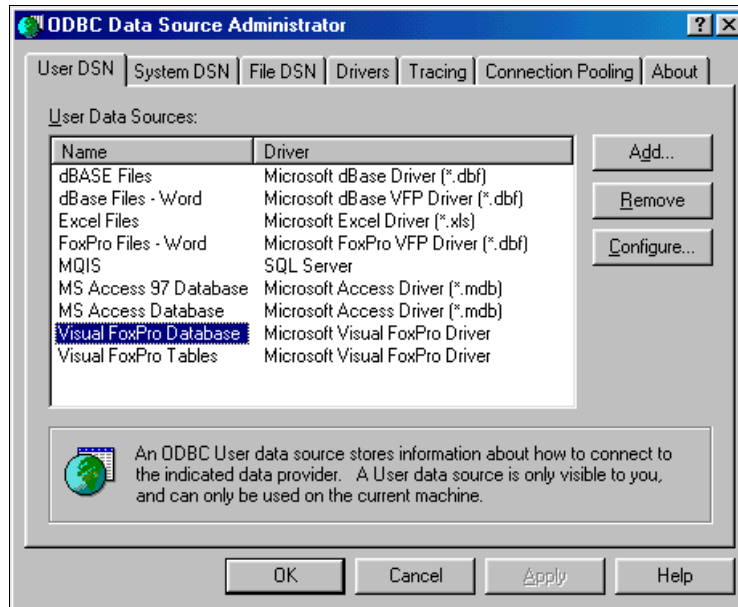 ODBC Data Source Administrator
User DSN System DSN File DSN Drivers Tracing Connection Pooling About
User Data Sources:
Name Driver
dBASE Files Microsoft dBase Driver (*.dbf)
dBase Files - Word Microsoft dBase VFP Driver (*.dbf)
Excel Files Microsoft Excel Driver (*.xls)
FoxPro Files - Word Microsoft FoxPro VFP Driver (*.dbf)
MQIS SQL Server
MS Access 97 Database Microsoft Access Driver (*.mdb)
MS Access Database Microsoft Access Driver (*.mdb)
Visual FoxPro Database Microsoft Visual FoxPro Driver
Visual FoxPro Tables Microsoft Visual FoxPro Driver
Add...
Remove
Configure...
An ODBC User data source stores information about how to connect to
the indicated data provider. A User data source is only visible to you,
and can only be used on the current machine.
OK Cancel Apply Help